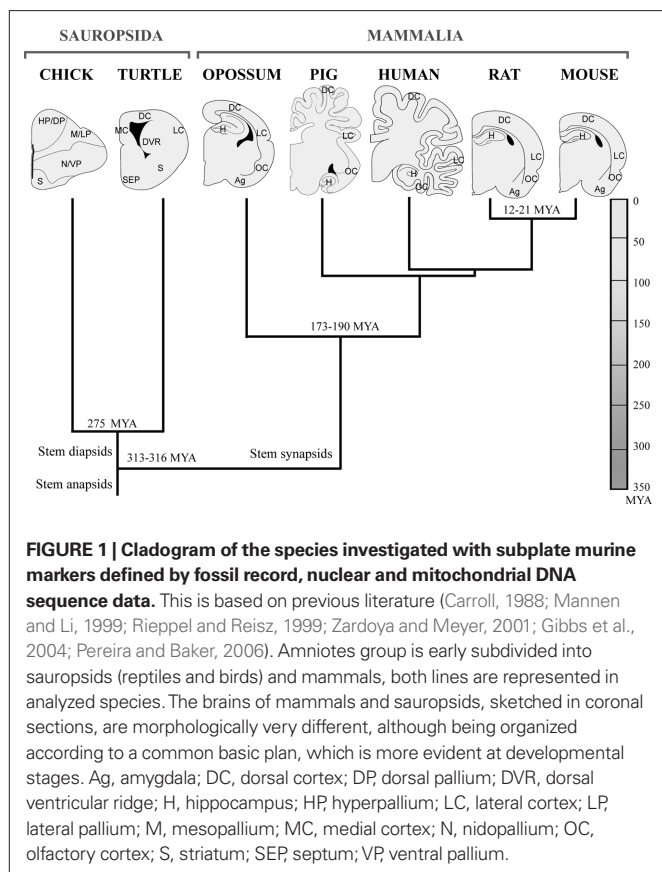 SAUROPSIDA MAMMALIA
CHICK TURTLE OPOSSUM PIG HUMAN RAT MOUSE
HP/DP
M/LP
N/VP
S
DC
MC
LC
DVR
S
SEP
DC
H
LC
OC
Ag
DC
LC
OC
H
DC
LC
H
OC
DC
H
LC
OC
Ag
DC
H
LC
OC
Ag
12-21 MYA
0
50
100
150
200
250
300
350
MYA
173-190 MYA
275 MYA
Stem diapsids
313-316 MYA
Stem synapsids
Stem anapsids
FIGURE 1 | Cladogram of the species investigated with subplate murine
markers defined by fossil record, nuclear and mitochondrial DNA
sequence data. This is based on previous literature (Carroll, 1988; Mannen
and Li, 1999; Rieppel and Reisz, 1999; Zardoya and Meyer, 2001; Gibbs et al.,
2004; Pereira and Baker, 2006). Amniotes group is early subdivided into
sauropsids (reptiles and birds) and mammals, both lines are represented in
analyzed species. The brains of mammals and sauropsids, sketched in coronal
sections, are morphologically very different, although being organized
according to a common basic plan, which is more evident at developmental
stages. Ag, amygdala; DC, dorsal cortex; DP, dorsal pallium; DVR, dorsal
ventricular ridge; H, hippocampus; HP, hyperpallium; LC, lateral cortex; LP,
lateral pallium; M, mesopallium; MC, medial cortex; N, nidopallium; OC,
olfactory cortex; S, striatum; SEP, septum; VP, ventral pallium.